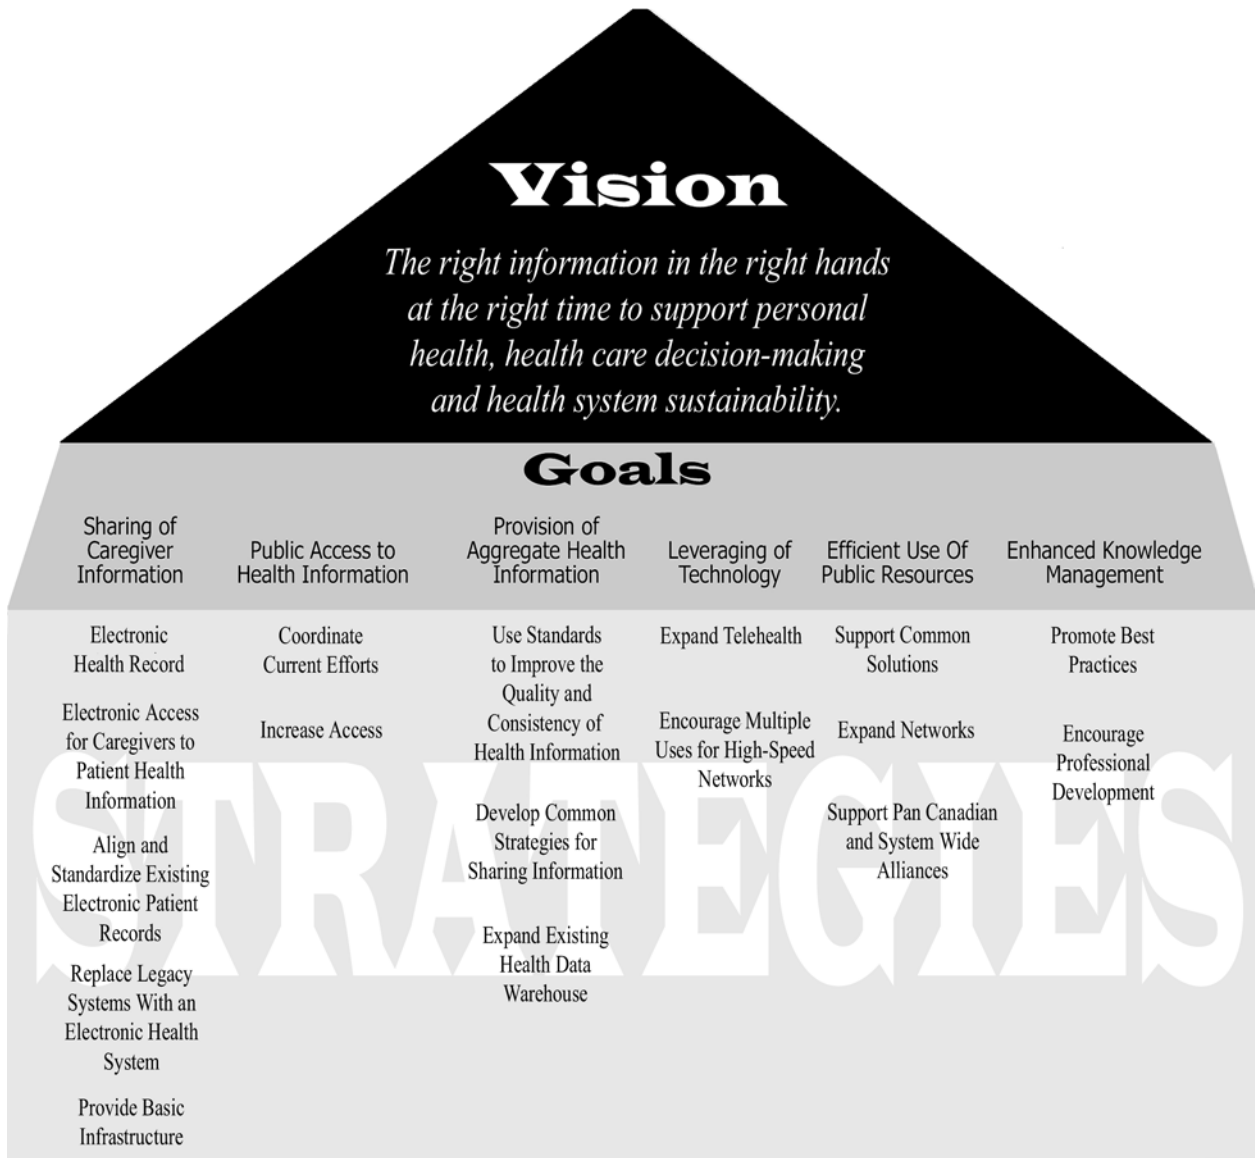 Vision
The right information in the right hands
at the right time to support personal
health, health care decision-making
and health system sustainability.
Goals
Sharing of
Caregiver
Information
Public Access to
Health Information
Provision of
Aggregate Health
Information
Leveraging of
Technology
Efficient Use Of
Public Resources
Enhanced Knowledge
Management
STRATEGIES
Electronic
Health Record
Electronic Access
for Caregivers to
Patient Health
Information
Align and
Standardize Existing
Electronic Patient
Records
Replace Legacy
Systems With an
Electronic Health
System
Provide Basic
Infrastructure
Coordinate
Current Efforts
Increase Access
Use Standards
to Improve the
Quality and
Consistency of
Health Information
Develop Common
Strategies for
Sharing Information
Expand Existing
Health Data
Warehouse
Expand Telehealth
Encourage Multiple
Uses for High-Speed
Networks
Support Common
Solutions
Expand Networks
Support Pan Canadian
and System Wide
Alliances
Promote Best
Practices
Encourage
Professional
Development